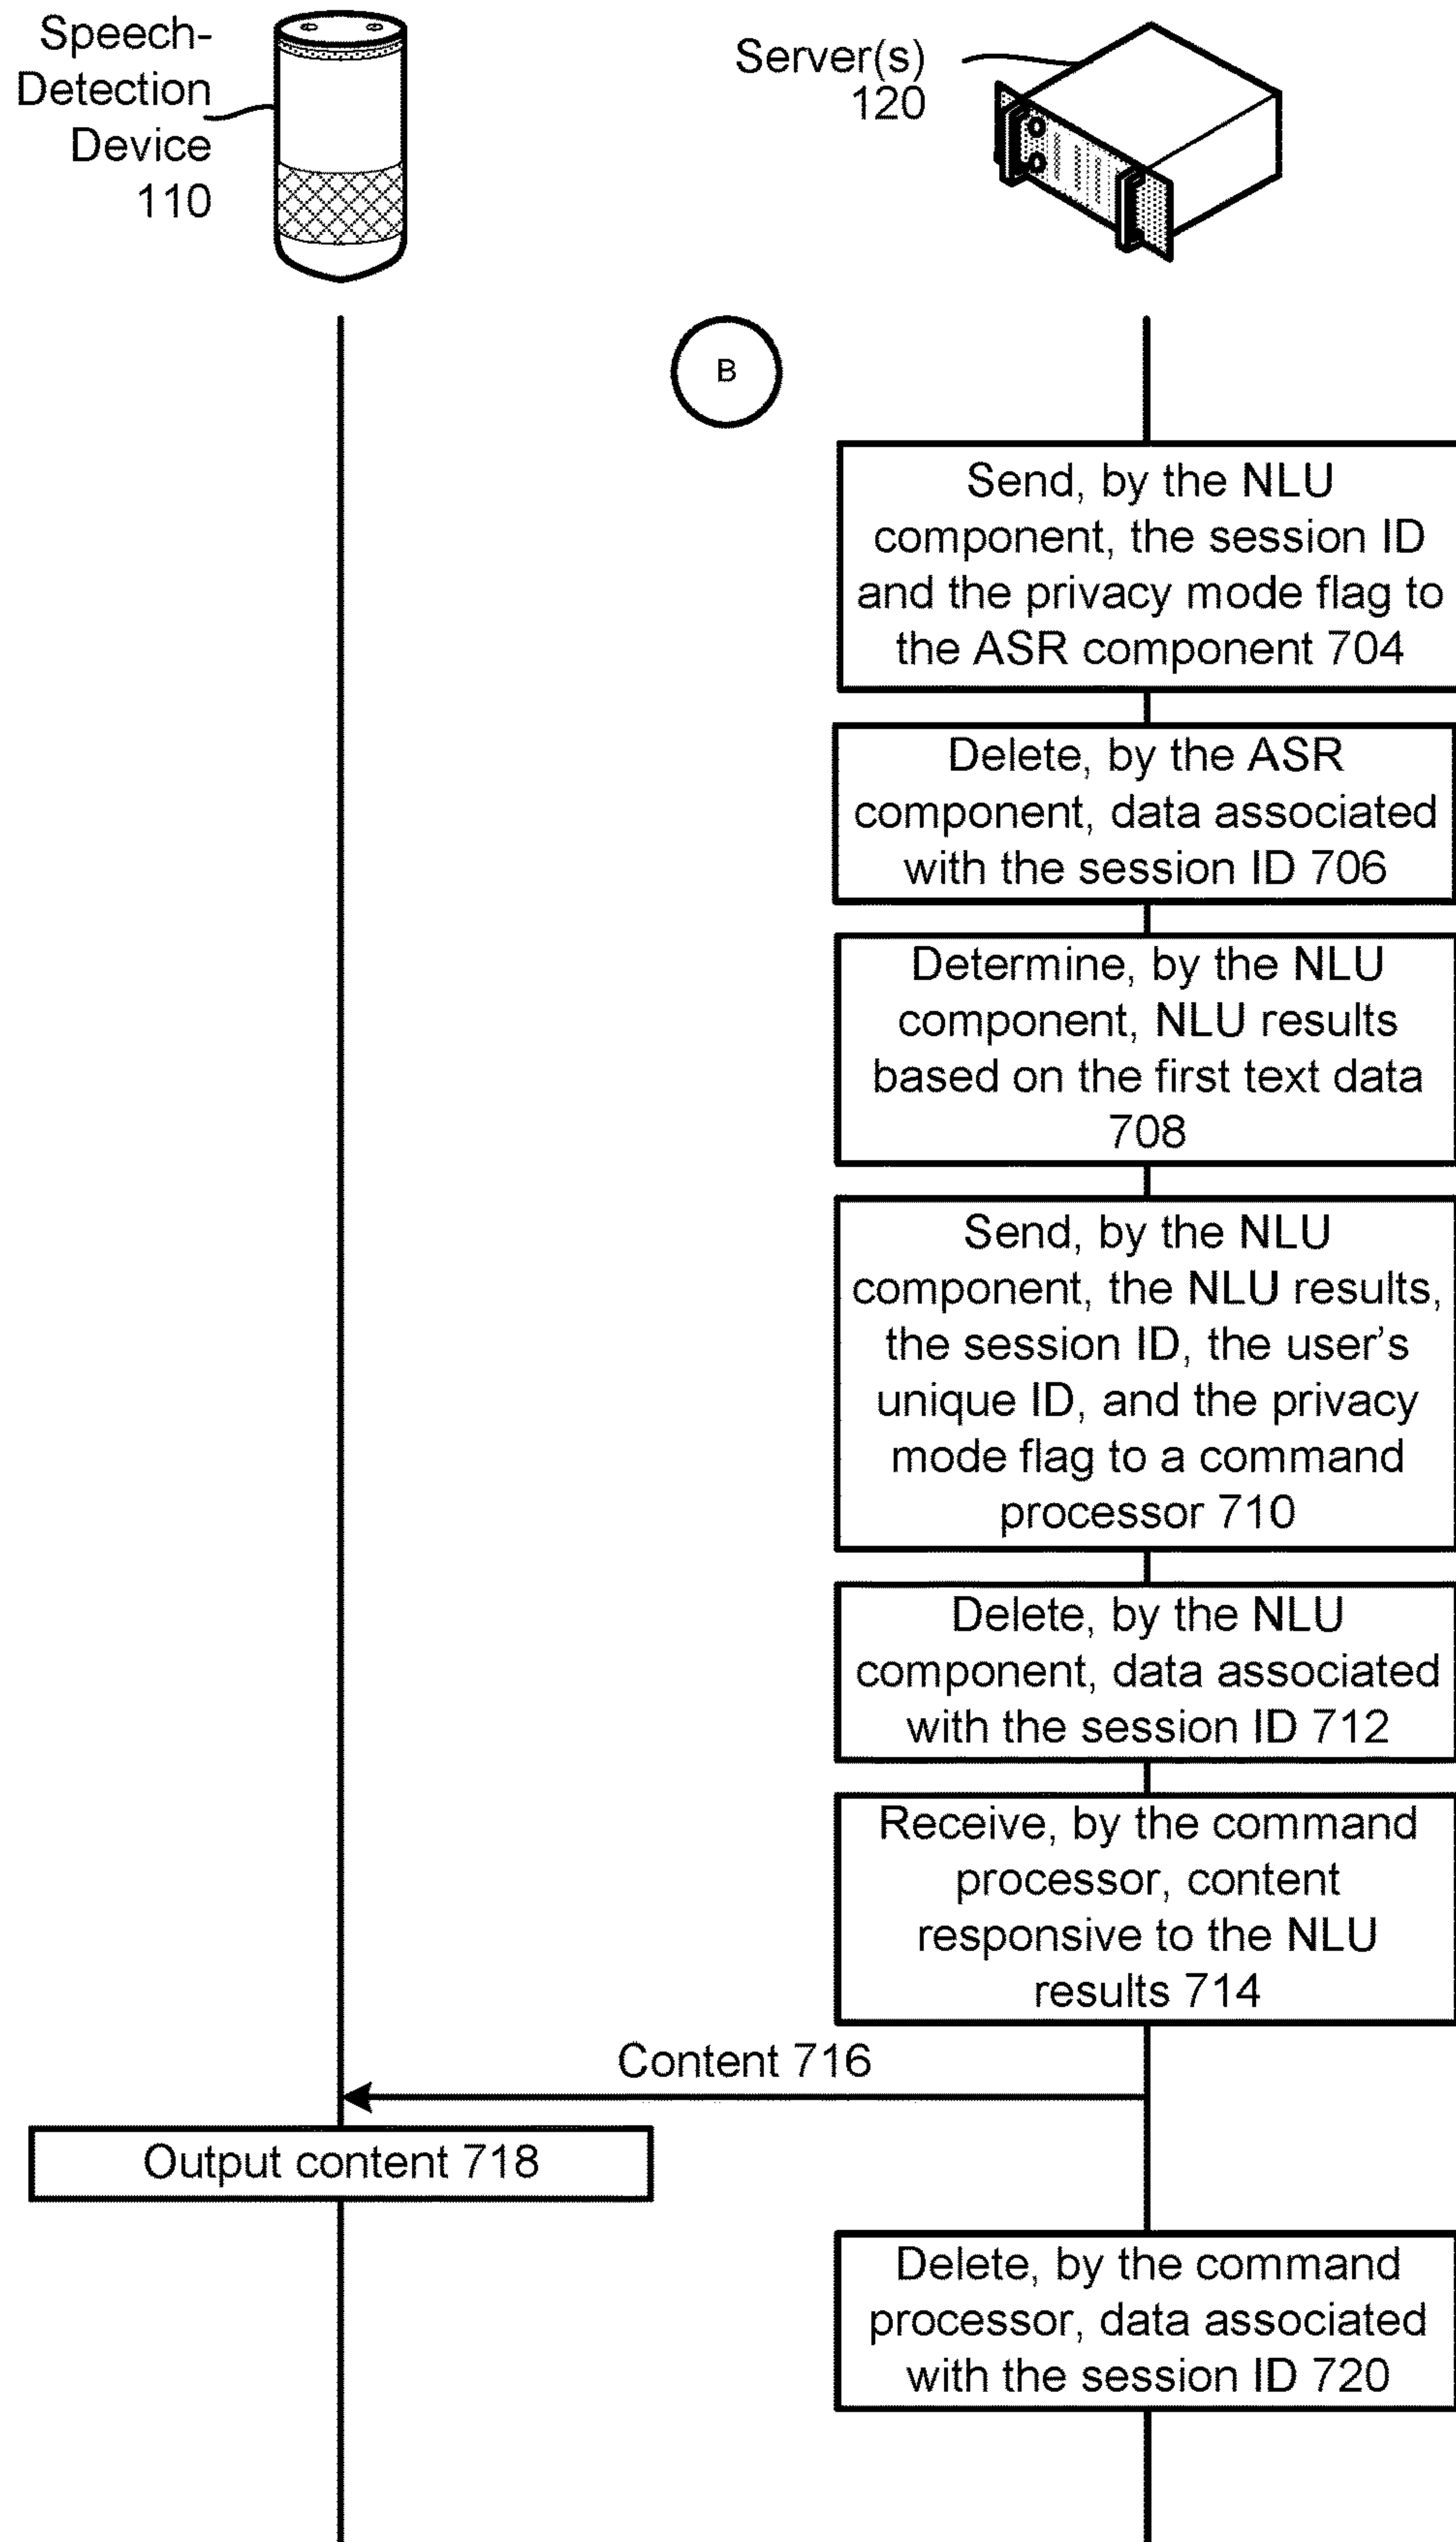 Speech-
Detection
Device
110
Server(s)
120
B
Send, by the NLU
component, the session ID
and the privacy mode flag to
the ASR component 704
Delete, by the ASR
component, data associated
with the session ID 706
Determine, by the NLU
component, NLU results
based on the first text data
708
Send, by the NLU
component, the NLU results,
the session ID, the user's
unique ID, and the privacy
mode flag to a command
processor 710
Delete, by the NLU
component, data associated
with the session ID 712
Receive, by the command
processor, content
responsive to the NLU
results 714
Content 716
Output content 718
Delete, by the command
processor, data associated
with the session ID 720